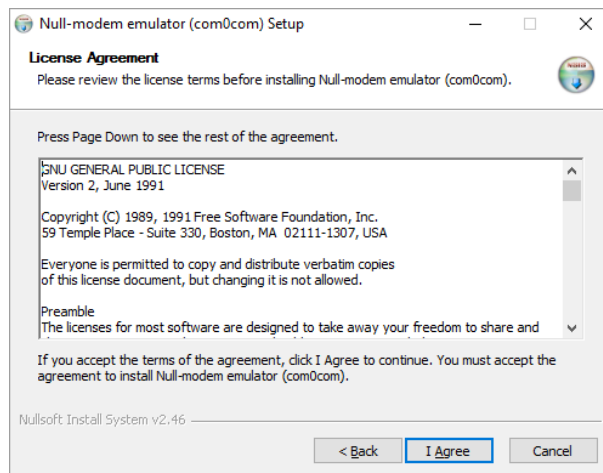 Null-modem emulator (com0com) Setup
License Agreement
Please review the license terms before installing Null-modem emulator (com0com).
Press Page Down to see the rest of the agreement.
GNU GENERAL PUBLIC LICENSE
Version 2, June 1991
Copyright (C) 1989, 1991 Free Software Foundation, Inc.
59 Temple Place - Suite 330, Boston, MA  02111-1307, USA
Everyone is permitted to copy and distribute verbatim copies
of this license document, but changing it is not allowed.
Preamble
The licenses for most software are designed to take away your freedom to share and
If you accept the terms of the agreement, click I Agree to continue. You must accept the
agreement to install Null-modem emulator (com0com).
Nullsoft Install System v2.46
< Back
I Agree
Cancel